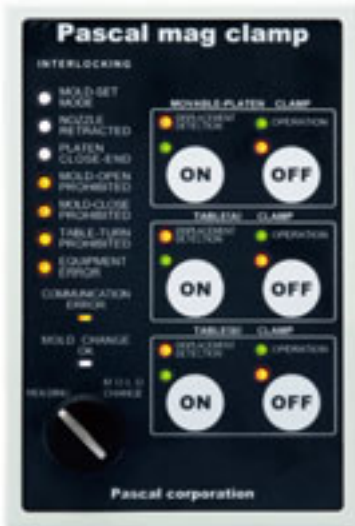 Pascal mag clamp
INTERLOCKING
MOLD-SET
MODE
NOZZLE
RETRACTED
PLATEN
CLOSE-END
MOLD-OPEN
PROHIBITED
MOLD-CLOSE
PROHIBITED
TABLE-TURN
PROHIBITED
EQUIPMENT
ERROR
COMMUNICATION
ERROR
MOLD CHANGE
OK
MOLDING
MOLD
CHANGE
MOVABLE-PLATEN CLAMP
DISPLACEMENT
DETECTION
OPERATION
ON
OFF
TABLE(A) CLAMP
DISPLACEMENT
DETECTION
OPERATION
ON
OFF
TABLE(B) CLAMP
DISPLACEMENT
DETECTION
OPERATION
ON
OFF
Pascal corporation